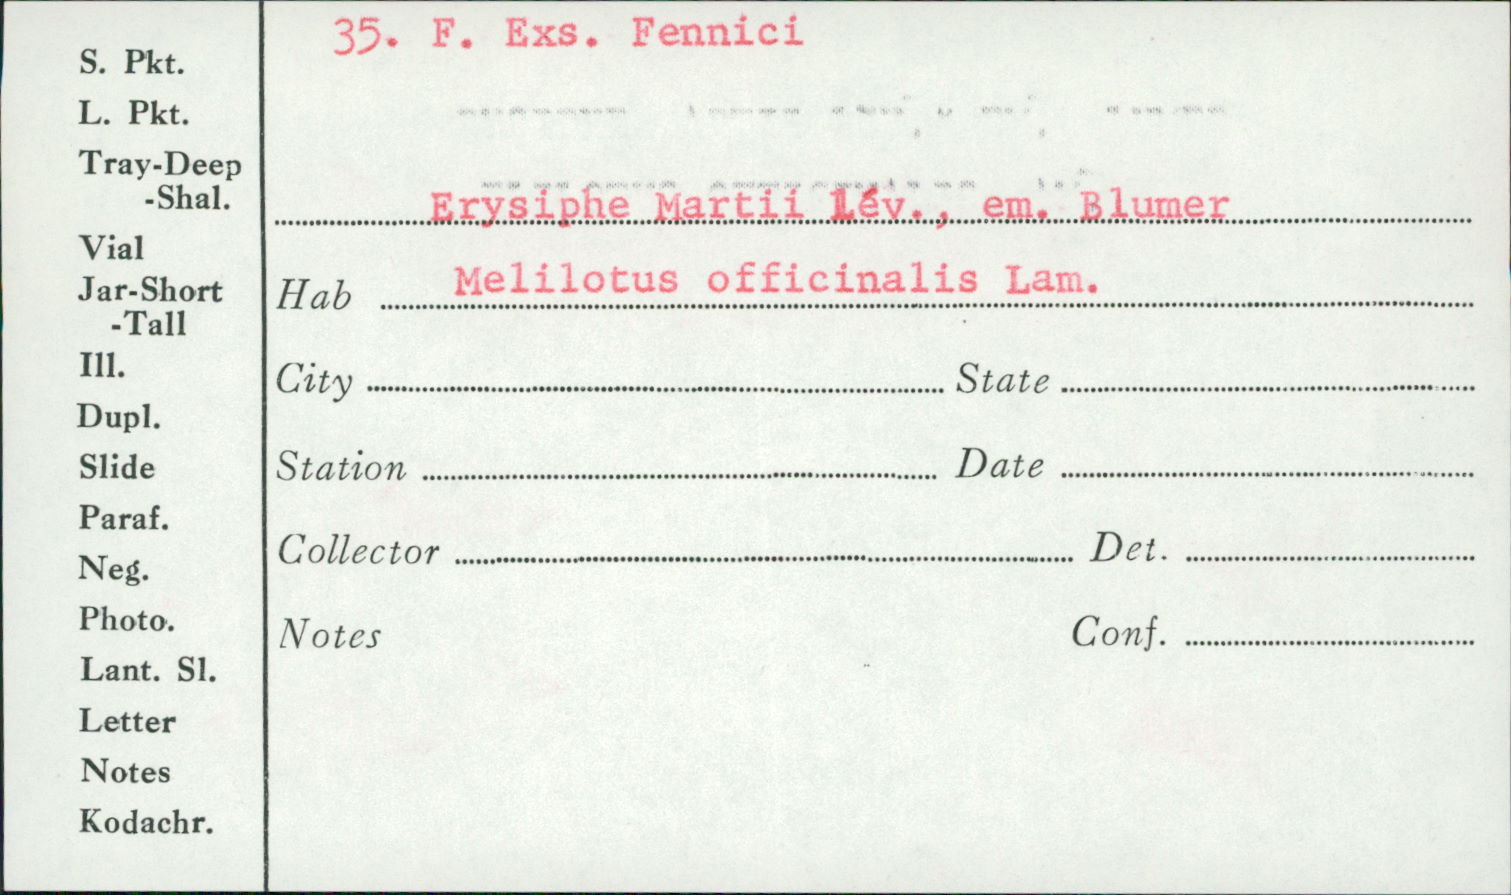 35. F. Exs. Fennici
S. Pkt.
L. Pkt.
Tray-Deep
-Shal.
Erysiphe Martii Lév., em. Blumer
Vial
Jar-Short
-Tall
Hab Melilotus officinalis Lam.
Ill.
City State
Dupl.
Slide
Station Date
Paraf.
Neg.
Collector Det.
Photo.
Notes Conf.
Lant. Sl.
Letter
Notes
Kodachr.